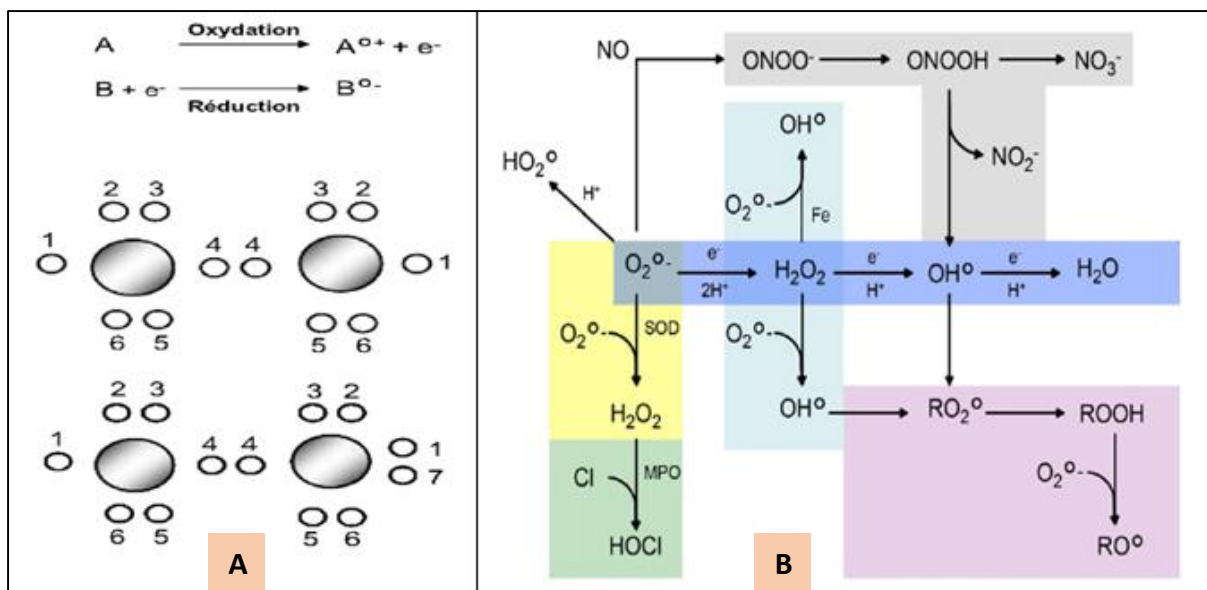 A Oxydation A°⁺ + e⁻
B + e⁻ Réduction B°⁻
2 3 3 2
1 4 4 1
6 5 5 6
2 3 3 2
1 4 4 1
7
6 5 5 6
A
NO ONOO⁻ ONOOH NO₃⁻
OH°
HO₂° NO₂⁻
H⁺ O₂°⁻ Fe
O₂°⁻ e⁻ H₂O₂ e⁻ OH° e⁻ H₂O
2H⁺ H⁺ H⁺
O₂°⁻ SOD O₂°⁻
H₂O₂ OH° RO₂° ROOH
Cl MPO O₂°⁻
HOCl RO°
B